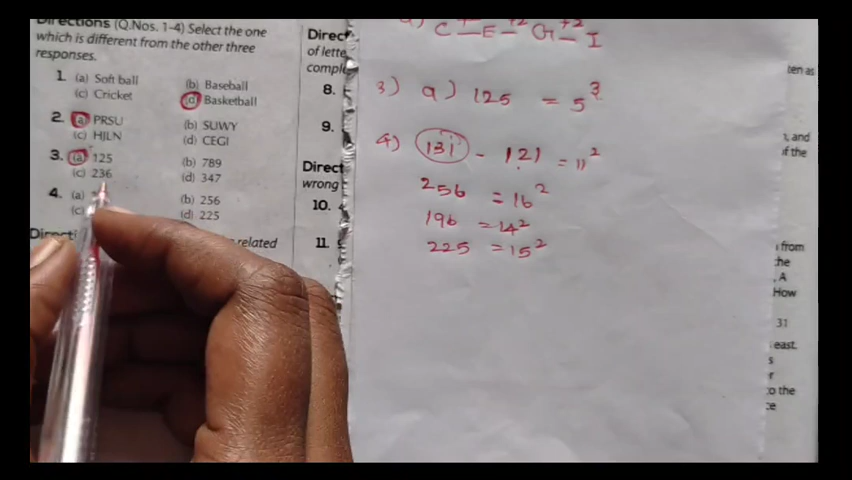 Directions (Q.Nos. 1-4) Select the one
which is different from the other three
responses.
1. (a) Soft ball (b) Baseball
(c) Cricket (d) Basketball
2. (a) PRSU (b) SUWY
(c) HJLN (d) CEGI
3. (a) 125 (b) 789
(c) 236 (d) 347
4. (a) (b) 256
(c) (d) 225
related
Direct
of lette
compl
8.
9.
Direct
wrong
10.
11.
C E +2 G +2 I
3) a) 125 = 5³
4) 131 - 121 = 11²
256 = 16²
196 = 14²
225 = 15²
ten as
, and
of the
from
the
, A
How
31
east.
s
r
to the
ce